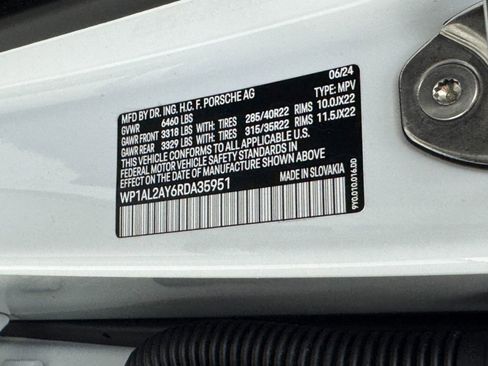 MFD BY DR. ING. H.C. F. PORSCHE AG 06/24
GVWR 6460 LBS TYPE: MPV
GAWR FRONT 3318 LBS WITH: TIRES 285/40R22 RIMS 10.0JX22
GAWR REAR 3329 LBS WITH: TIRES 315/35R22 RIMS 11.5JX22
THIS VEHICLE CONFORMS TO ALL APPLICABLE U.S. FEDERAL
MOTOR VEHICLE SAFETY STANDARDS IN EFFECT ON THE
DATE OF MANUFACTURE SHOWN ABOVE.
WP1AL2AY6RDA35951
MADE IN SLOVAKIA
9Y0.010.016.00